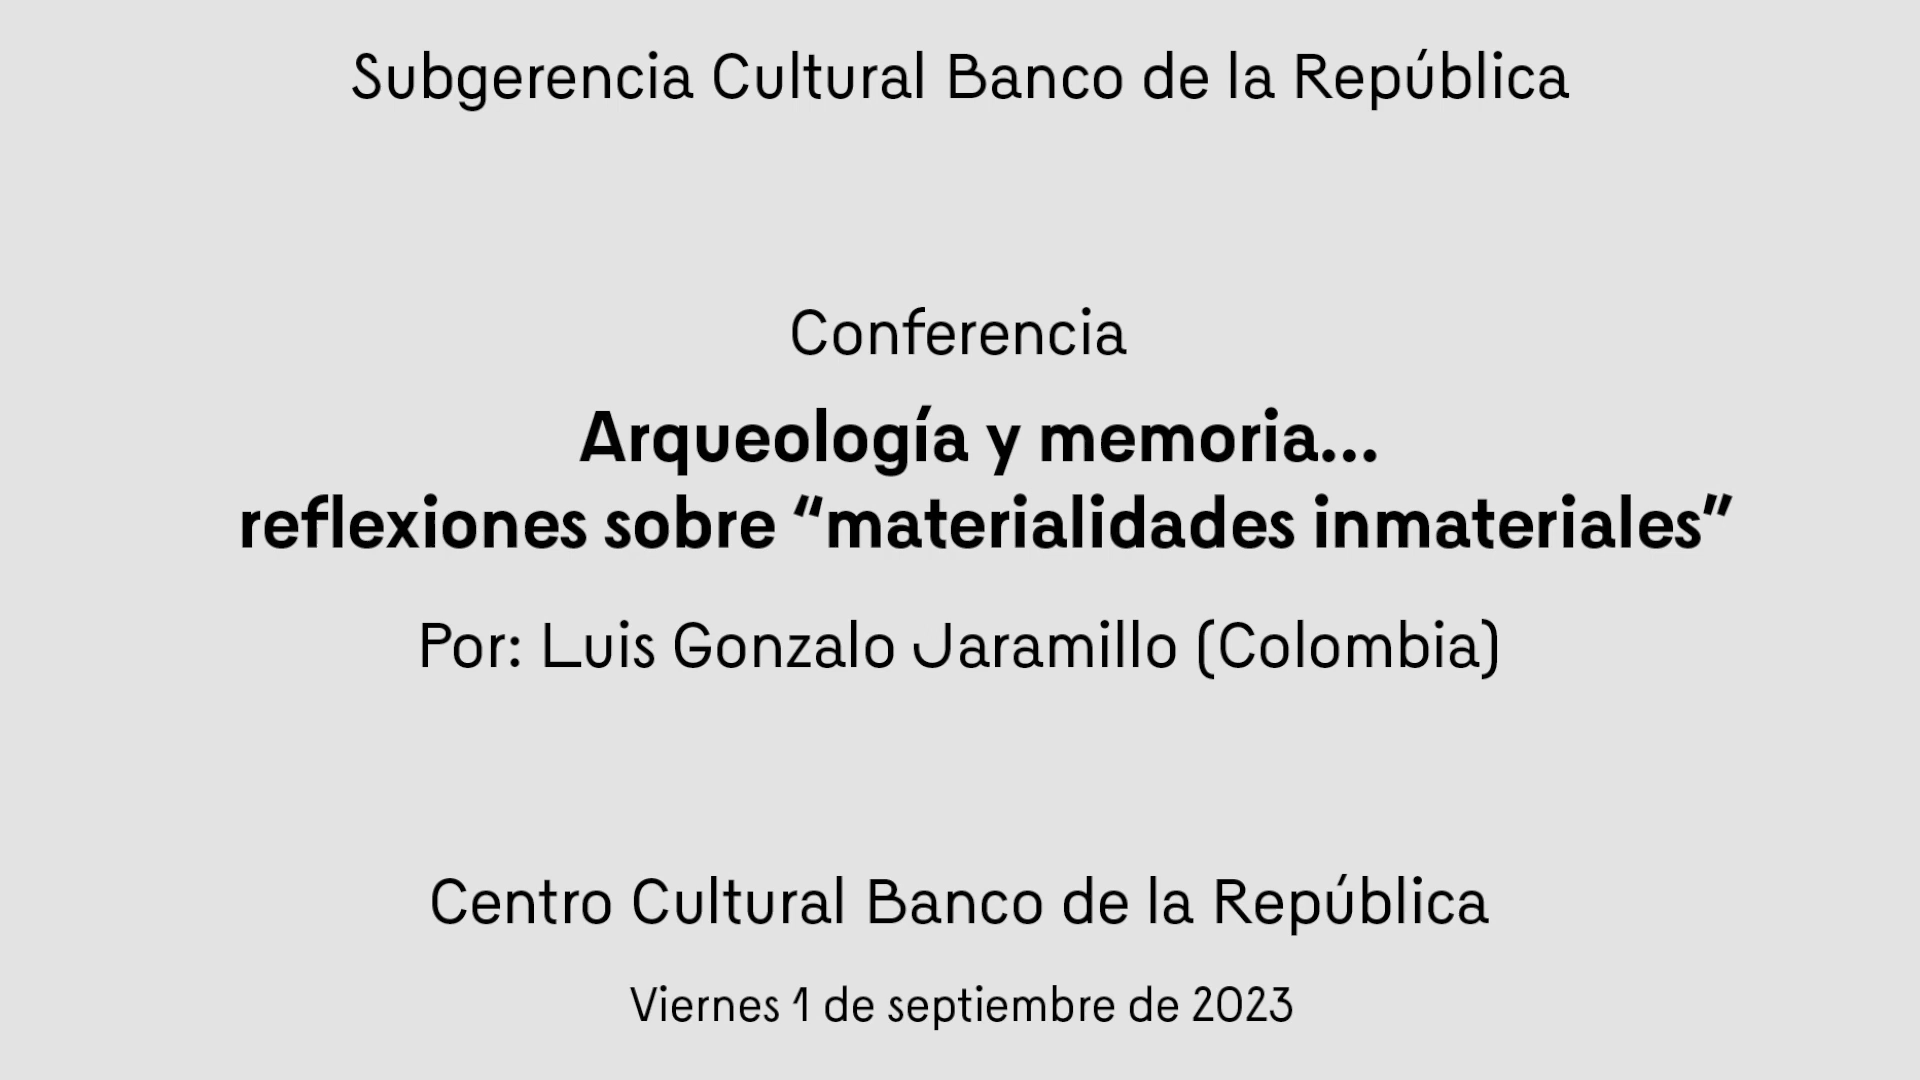 Subgerencia Cultural Banco de la República
Conferencia
Arqueología y memoria...
reflexiones sobre “materialidades inmateriales”
Por: Luis Gonzalo Jaramillo (Colombia)
Centro Cultural Banco de la República
Viernes 1 de septiembre de 2023